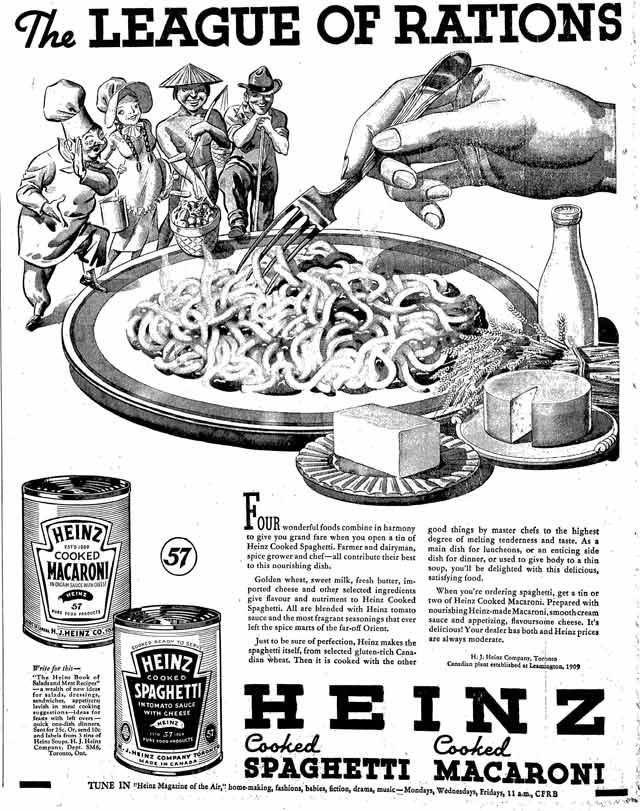 The LEAGUE OF RATIONS
FOUR wonderful foods combine in harmony
to give you grand fare when you open a tin of
Heinz Cooked Spaghetti. Farmer and dairyman,
spice grower and chef—all contribute their best
to this nourishing dish.
Golden wheat, sweet milk, fresh butter, im-
ported cheese and other selected ingredients
give flavour and nutriment to Heinz Cooked
Spaghetti. All are blended with Heinz tomato
sauce and the most fragrant seasonings that ever
left the spice marts of the far-off Orient.
Just to be sure of perfection, Heinz makes the
spaghetti itself, from selected gluten-rich Cana-
dian wheat. Then it is cooked with the other
good things by master chefs to the highest
degree of melting tenderness and taste. As a
main dish for luncheons, or an enticing side
dish for dinner, or used to give body to a thin
soup, you'll be delighted with this delicious,
satisfying food.
When you're ordering spaghetti, get a tin or
two of Heinz Cooked Macaroni. Prepared with
nourishing Heinz-made Macaroni, smooth cream
sauce and appetizing, flavoursome cheese. It's
delicious! Your dealer has both and Heinz prices
are always moderate.
H. J. Heinz Company, Toronto
Canadian plant established at Leamington, 1909
HEINZ
ESTD 1869
COOKED
MACARONI
IN CREAM SAUCE WITH CHEESE
HEINZ
57
PURE FOOD PRODUCTS
H. J. HEINZ CO.
57
COOKED READY TO SERVE
HEINZ
COOKED
SPAGHETTI
IN TOMATO SAUCE
WITH CHEESE
HEINZ
ESTD 57 1869
PURE FOOD PRODUCTS
H. J. HEINZ COMPANY TORONTO
MADE IN CANADA
Write for this—
"The Heinz Book of
Salads and Meat Recipes"
—a wealth of new ideas
for salads, dressings,
sandwiches, appetizers
lavish in meat cooking
suggestions—ideas for
feasts with left overs—
quick one-dish dinners.
Sent for 25c. Or, send 10c
and labels from 3 tins of
Heinz Soups. H. J. Heinz
Company, Dept. SM6,
Toronto, Ont.
HEINZ
Cooked Cooked
SPAGHETTI MACARONI
TUNE IN "Heinz Magazine of the Air," home-making, fashions, babies, fiction, drama, music—Mondays, Wednesdays, Fridays, 11 a.m., CFRB